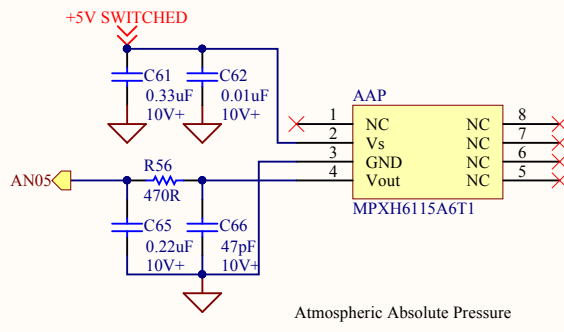 +5V SWITCHED
C61
0.33uF
10V+
C62
0.01uF
10V+
AAP
1 NC NC 8
2 Vs NC 7
3 GND NC 6
4 Vout NC 5
MPXH6115A6T1
AN05
R56
470R
C65
0.22uF
10V+
C66
47pF
10V+
Atmospheric Absolute Pressure